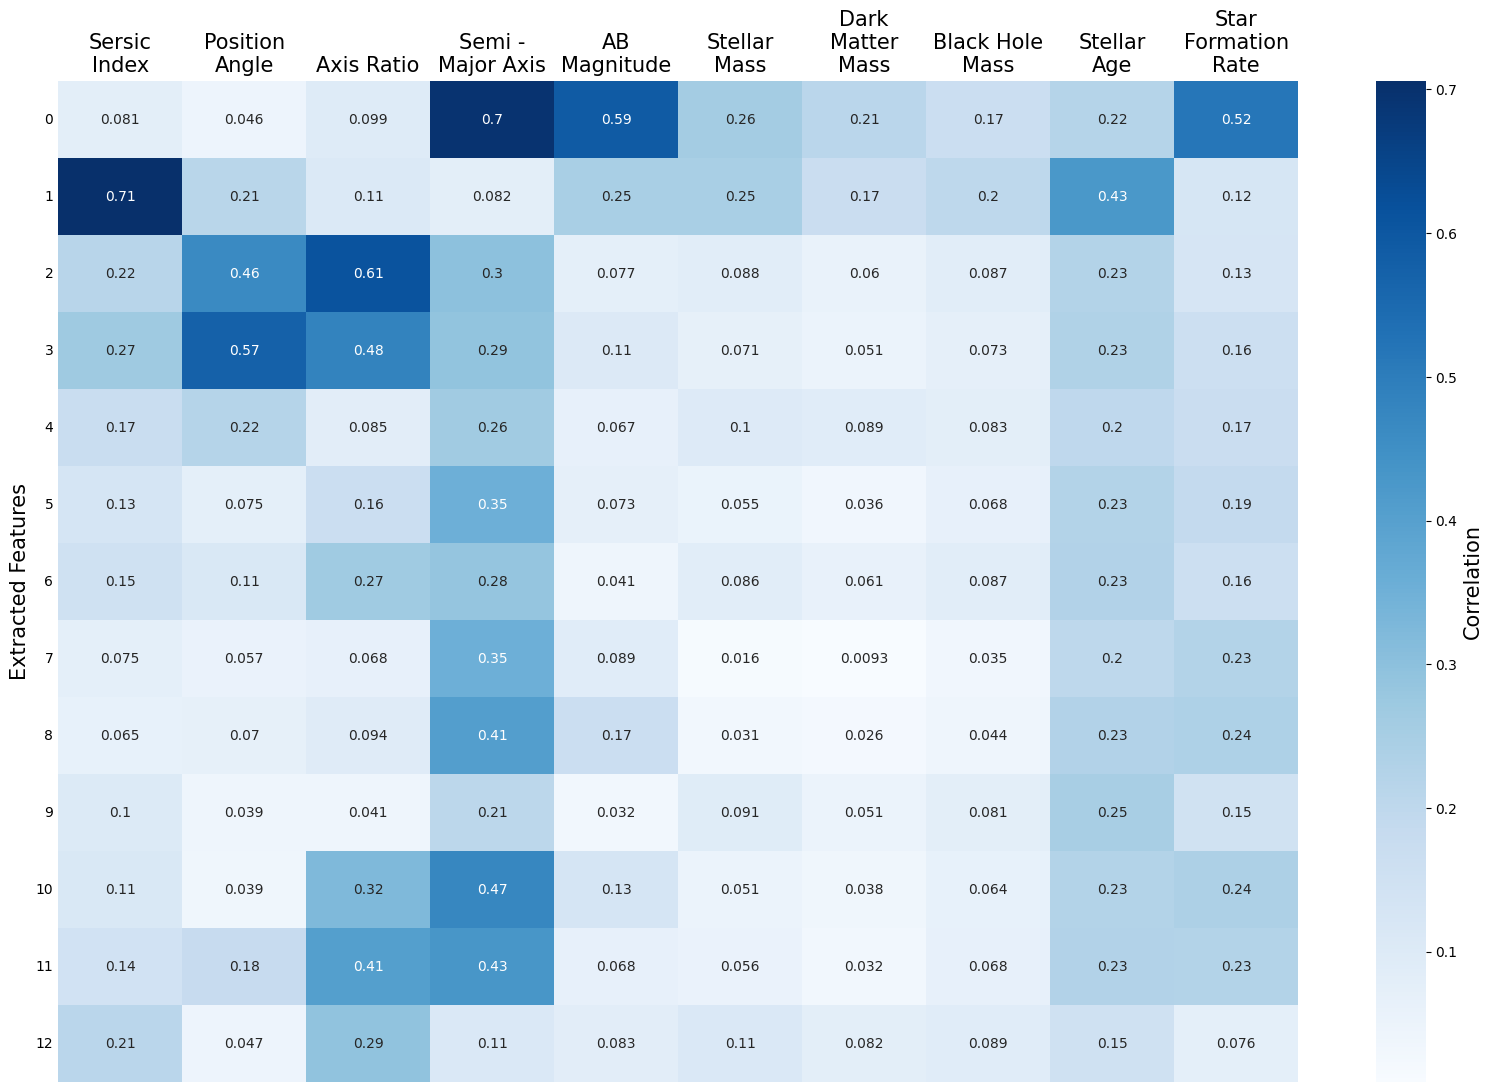 Sersic
Index
Position
Angle
Axis Ratio
Semi -
Major Axis
AB
Magnitude
Stellar
Mass
Dark
Matter
Mass
Black Hole
Mass
Stellar
Age
Star
Formation
Rate
0 0.081 0.046 0.099 0.7 0.59 0.26 0.21 0.17 0.22 0.52
1 0.71 0.21 0.11 0.082 0.25 0.25 0.17 0.2 0.43 0.12
2 0.22 0.46 0.61 0.3 0.077 0.088 0.06 0.087 0.23 0.13
3 0.27 0.57 0.48 0.29 0.11 0.071 0.051 0.073 0.23 0.16
4 0.17 0.22 0.085 0.26 0.067 0.1 0.089 0.083 0.2 0.17
5 0.13 0.075 0.16 0.35 0.073 0.055 0.036 0.068 0.23 0.19
6 0.15 0.11 0.27 0.28 0.041 0.086 0.061 0.087 0.23 0.16
7 0.075 0.057 0.068 0.35 0.089 0.016 0.0093 0.035 0.2 0.23
8 0.065 0.07 0.094 0.41 0.17 0.031 0.026 0.044 0.23 0.24
9 0.1 0.039 0.041 0.21 0.032 0.091 0.051 0.081 0.25 0.15
10 0.11 0.039 0.32 0.47 0.13 0.051 0.038 0.064 0.23 0.24
11 0.14 0.18 0.41 0.43 0.068 0.056 0.032 0.068 0.23 0.23
12 0.21 0.047 0.29 0.11 0.083 0.11 0.082 0.089 0.15 0.076
Extracted Features
0.7
0.6
0.5
0.4
0.3
0.2
0.1
Correlation